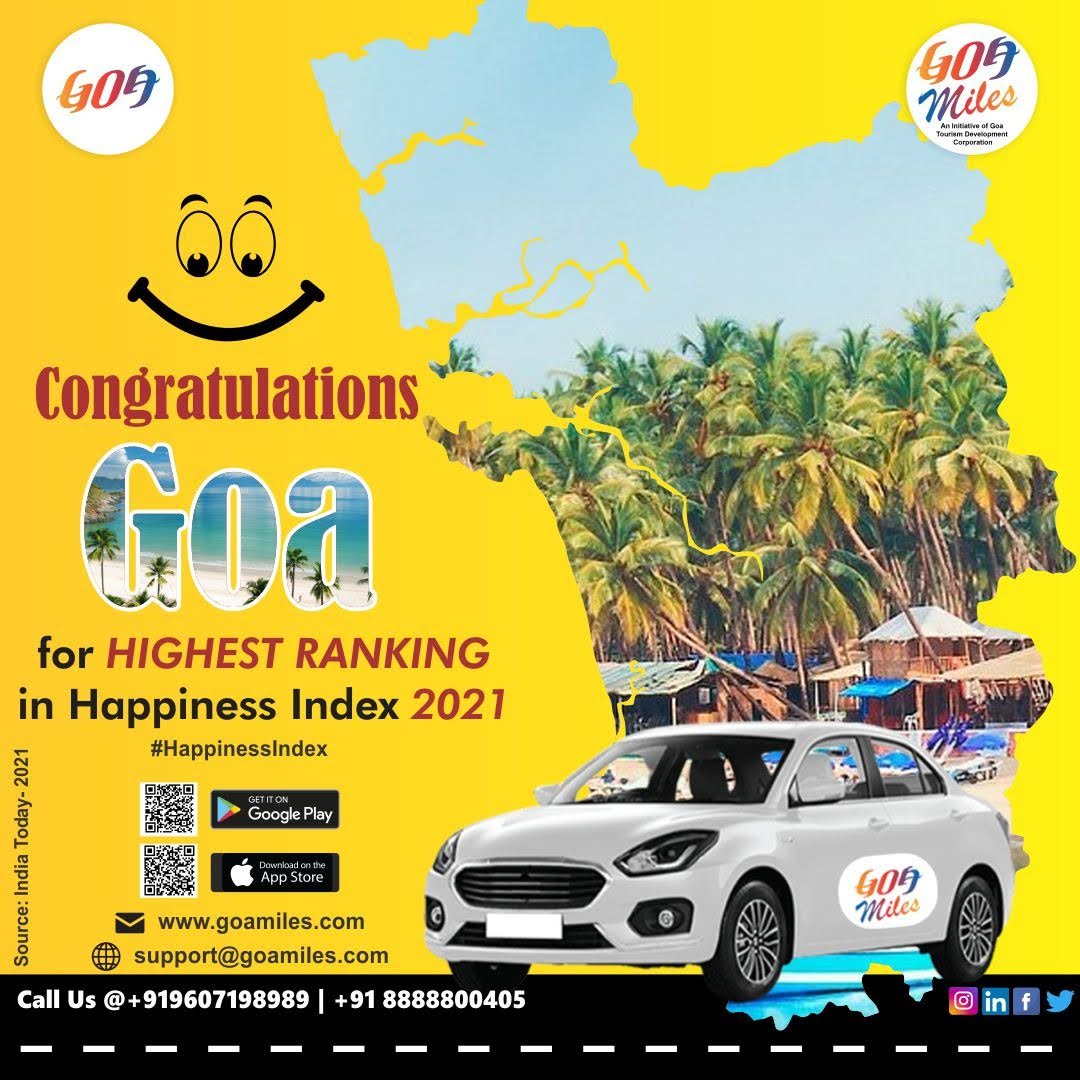 GOA
GOA
Miles
An Initiative of Goa
Tourism Development
Corporation
Congratulations
Goa
for HIGHEST RANKING
in Happiness Index 2021
#HappinessIndex
Source: India Today- 2021
GET IT ON
Google Play
Download on the
App Store
www.goamiles.com
support@goamiles.com
GOA
Miles
Call Us @+919607198989 | +91 8888800405